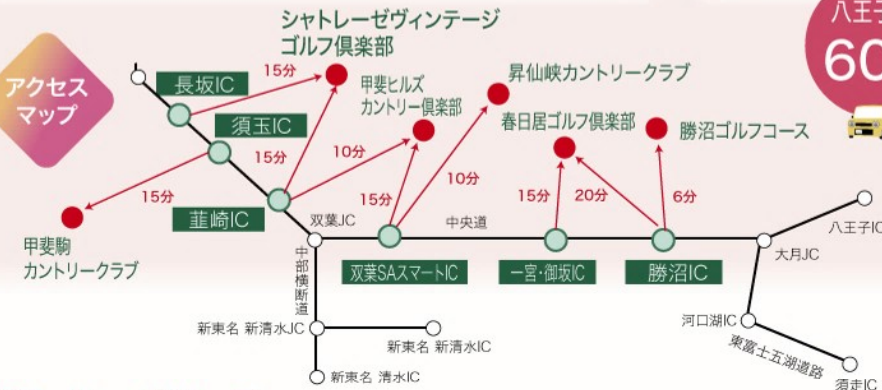 アクセス
マップ
シャトレーゼヴィンテージ
ゴルフ倶楽部
八王子
60
長坂IC
15分
甲斐ヒルズ
カントリー倶楽部
昇仙峡カントリークラブ
須玉IC
春日居ゴルフ倶楽部
勝沼ゴルフコース
15分
10分
10分
15分
15分
15分
20分
6分
韮崎IC
双葉JC
中央道
八王子IC
甲斐駒
カントリークラブ
中部横断道
双葉SAスマートIC
一宮・御坂IC
勝沼IC
大月JC
新東名 新清水JC
新東名 新清水IC
河口湖IC
東富士五湖道路
新東名 清水IC
須走IC